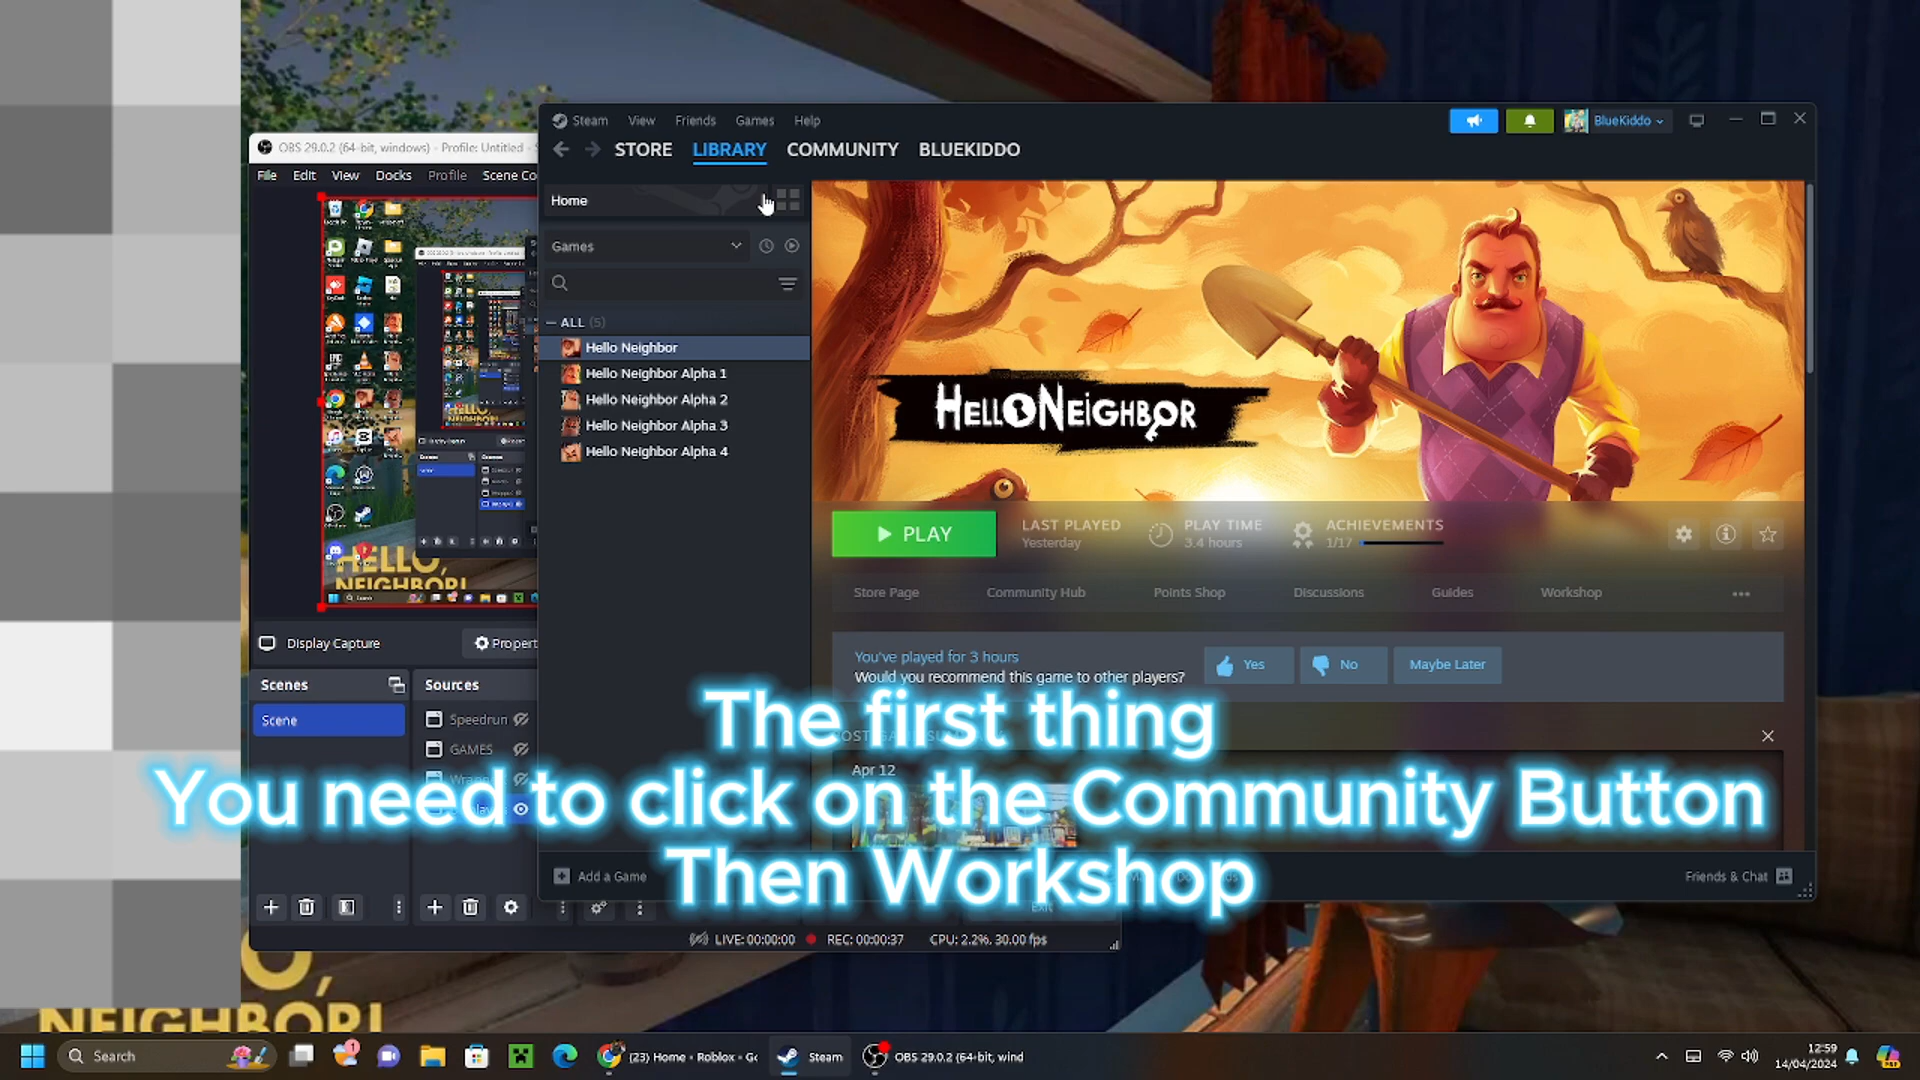 OBS 29.0.2 (64-bit, windows) - Profile: Untitled - S
File Edit View Docks Profile Scene Co
Steam View Friends Games Help
BlueKiddo
STORE LIBRARY COMMUNITY BLUEKIDDO
Home
Games
ALL (5)
Hello Neighbor
Hello Neighbor Alpha 1
Hello Neighbor Alpha 2
Hello Neighbor Alpha 3
Hello Neighbor Alpha 4
HELLO NEIGHBOR
PLAY
LAST PLAYED
Yesterday
PLAY TIME
3.4 hours
ACHIEVEMENTS
1/17
Store Page Community Hub Points Shop Discussions Guides Workshop
You've played for 3 hours
Would you recommend this game to other players?
Yes No Maybe Later
Apr 12
HELLO,
NEIGHBOR!
Display Capture
Propert
Scenes
Scene
Sources
Speedrun
GAMES
The first thing
You need to click on the Community Button
Then Workshop
Add a Game
Friends & Chat
Exit
LIVE: 00:00:00 REC: 00:00:37 CPU: 2.2%, 30.00 fps
O,
NEIGHBOR!
Search
1
(23) Home - Roxblox - Go
Steam
OBS 29.0.2 (64-bit, wind
12:59
14/04/2024